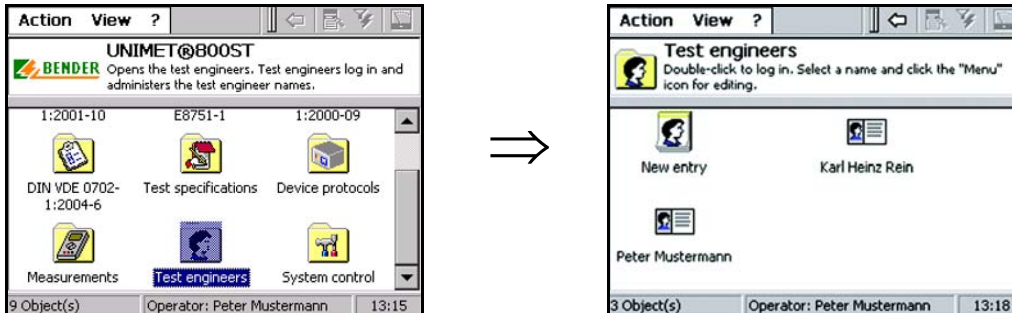 Action View ?
UNIMET®800ST
BENDER Opens the test engineers. Test engineers log in and
administers the test engineer names.
1:2001-10 E8751-1 1:2000-09
DIN VDE 0702- Test specifications Device protocols
1:2004-6
Measurements Test engineers System control
9 Object(s) Operator: Peter Mustermann 13:15
⇒
Action View ?
Test engineers
Double-click to log in. Select a name and click the "Menu"
icon for editing.
New entry Karl Heinz Rein
Peter Mustermann
3 Object(s) Operator: Peter Mustermann 13:18